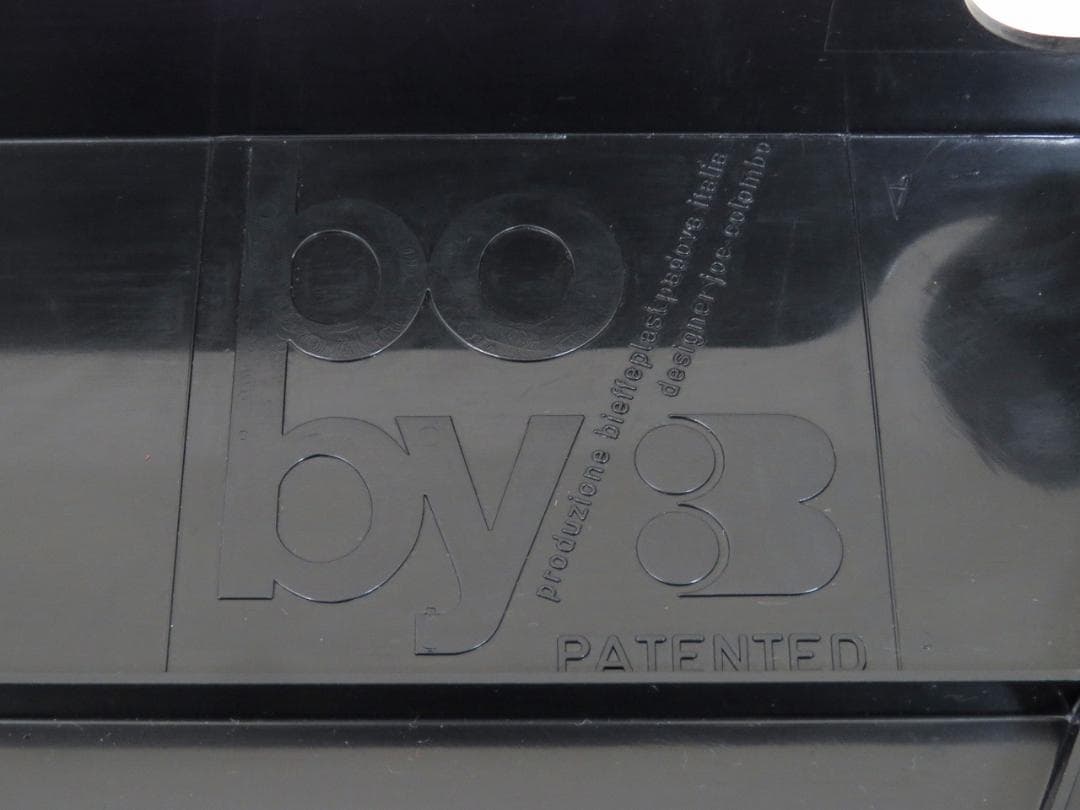 bo
by
produzione bieffeplast padova italia
designer joe colombo
B
PATENTED